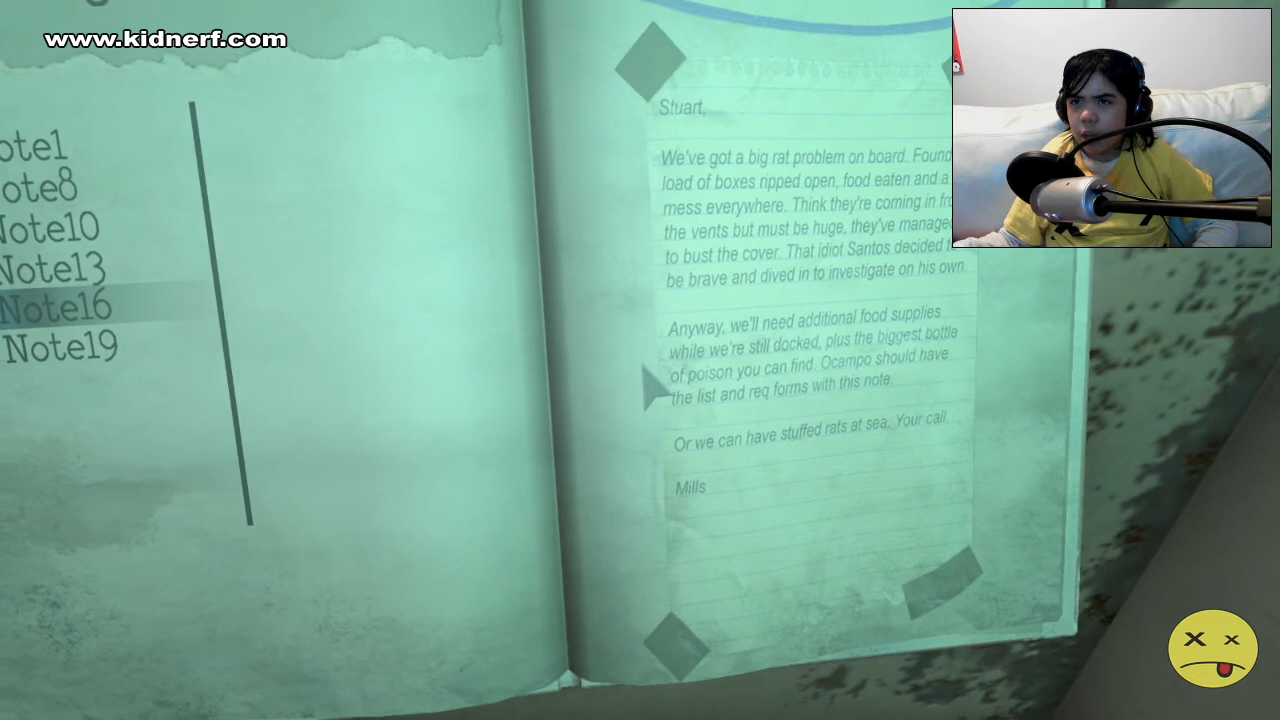 www.kidnerf.com
ote1
ote8
Note10
Note13
Note16
Note19
Stuart,
We've got a big rat problem on board. Found
load of boxes ripped open, food eaten and a
mess everywhere. Think they're coming in
the vents but must be huge, they've managed
to bust the cover. That idiot Santos decided
be brave and dived in to investigate on his own.
Anyway, we'll need additional food supplies
while we're still docked, plus the biggest bottle
of poison you can find. Ocampo should have
the list and req forms with this note.
Or we can have stuffed rats at sea. Your call.
Mills